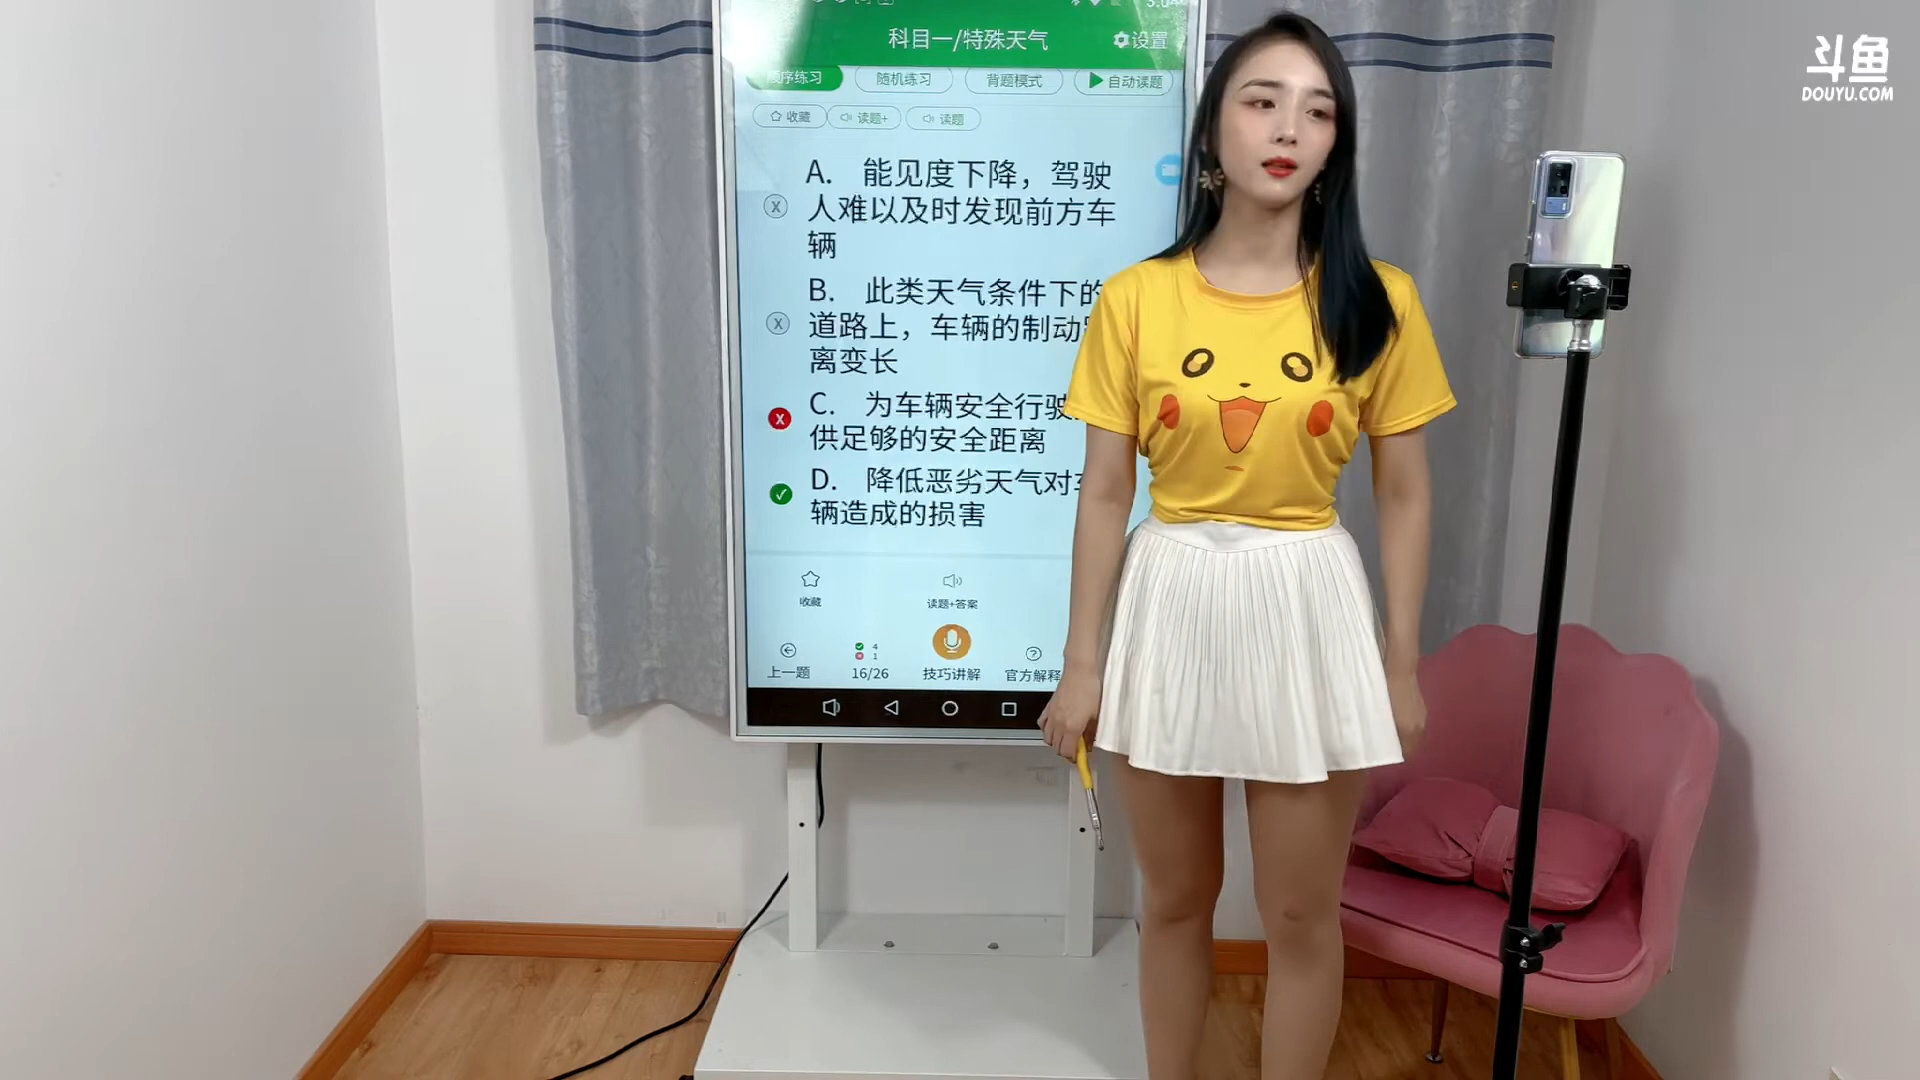 科目一/特殊天气
设置
斗鱼
DOUYU.COM
顺序练习
随机练习
背题模式
自动读题
收藏
读题+
读题
A. 能见度下降，驾驶
人难以及时发现前方车
辆
B. 此类天气条件下的
道路上，车辆的制动
离变长
C. 为车辆安全行驶
供足够的安全距离
D. 降低恶劣天气对
辆造成的损害
收藏
读题+答案
4
1
上一题
16/26
技巧讲解
官方解释